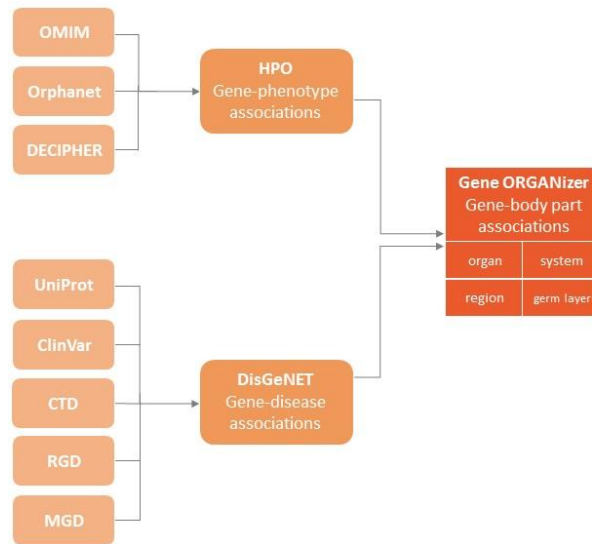 OMIM
Orphanet
DECIPHER
HPO
Gene-phenotype
associations
Gene ORGANizer
Gene-body part
associations
organ
system
region
germ layer
UniProt
ClinVar
CTD
RGD
MGD
DisGeNET
Gene-disease
associations